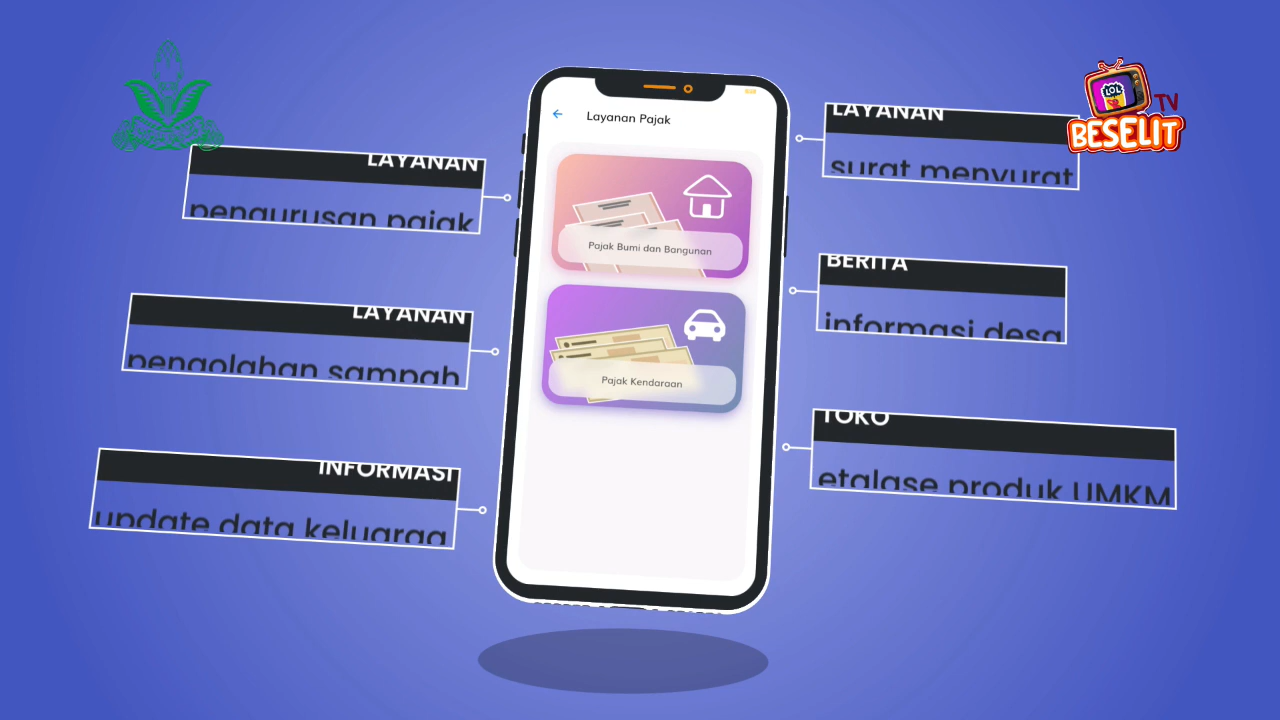 LOL
TV
BESELIT
Layanan Pajak
Pajak Bumi dan Bangunan
Pajak Kendaraan
LAYANAN
pengurusan pajak
LAYANAN
pengolahan sampah
INFORMASI
update data keluarga
LAYANAN
surat menyurat
BERITA
informasi desa
TOKO
etalase produk UMKM